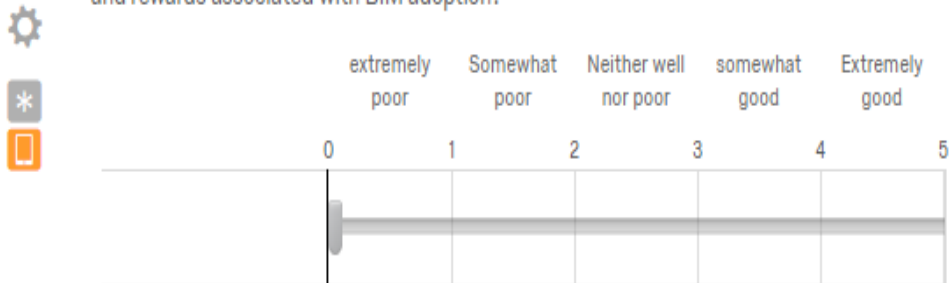 and rewards associated with BIM adoption?
extremely Somewhat Neither well somewhat Extremely
poor poor nor poor good good
0 1 2 3 4 5